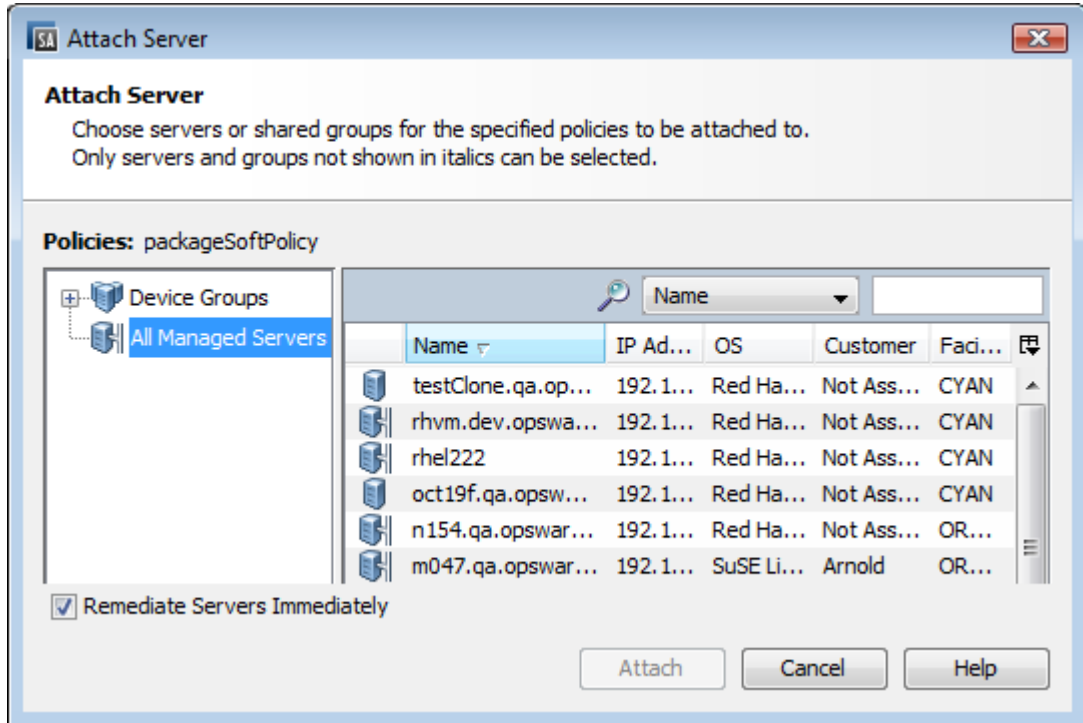 SA Attach Server
Attach Server
Choose servers or shared groups for the specified policies to be attached to.
Only servers and groups not shown in italics can be selected.
Policies: packageSoftPolicy
Device Groups
All Managed Servers
Name
Name IP Ad... OS Customer Faci...
testClone.qa.op... 192.1... Red Ha... Not Ass... CYAN
rhvm.dev.opswa... 192.1... Red Ha... Not Ass... CYAN
rhel222 192.1... Red Ha... Not Ass... CYAN
oct19f.qa.opsw... 192.1... Red Ha... Not Ass... CYAN
n154.qa.opswar... 192.1... Red Ha... Not Ass... OR...
m047.qa.opswar... 192.1... SuSE Li... Arnold OR...
Remediate Servers Immediately
Attach Cancel Help